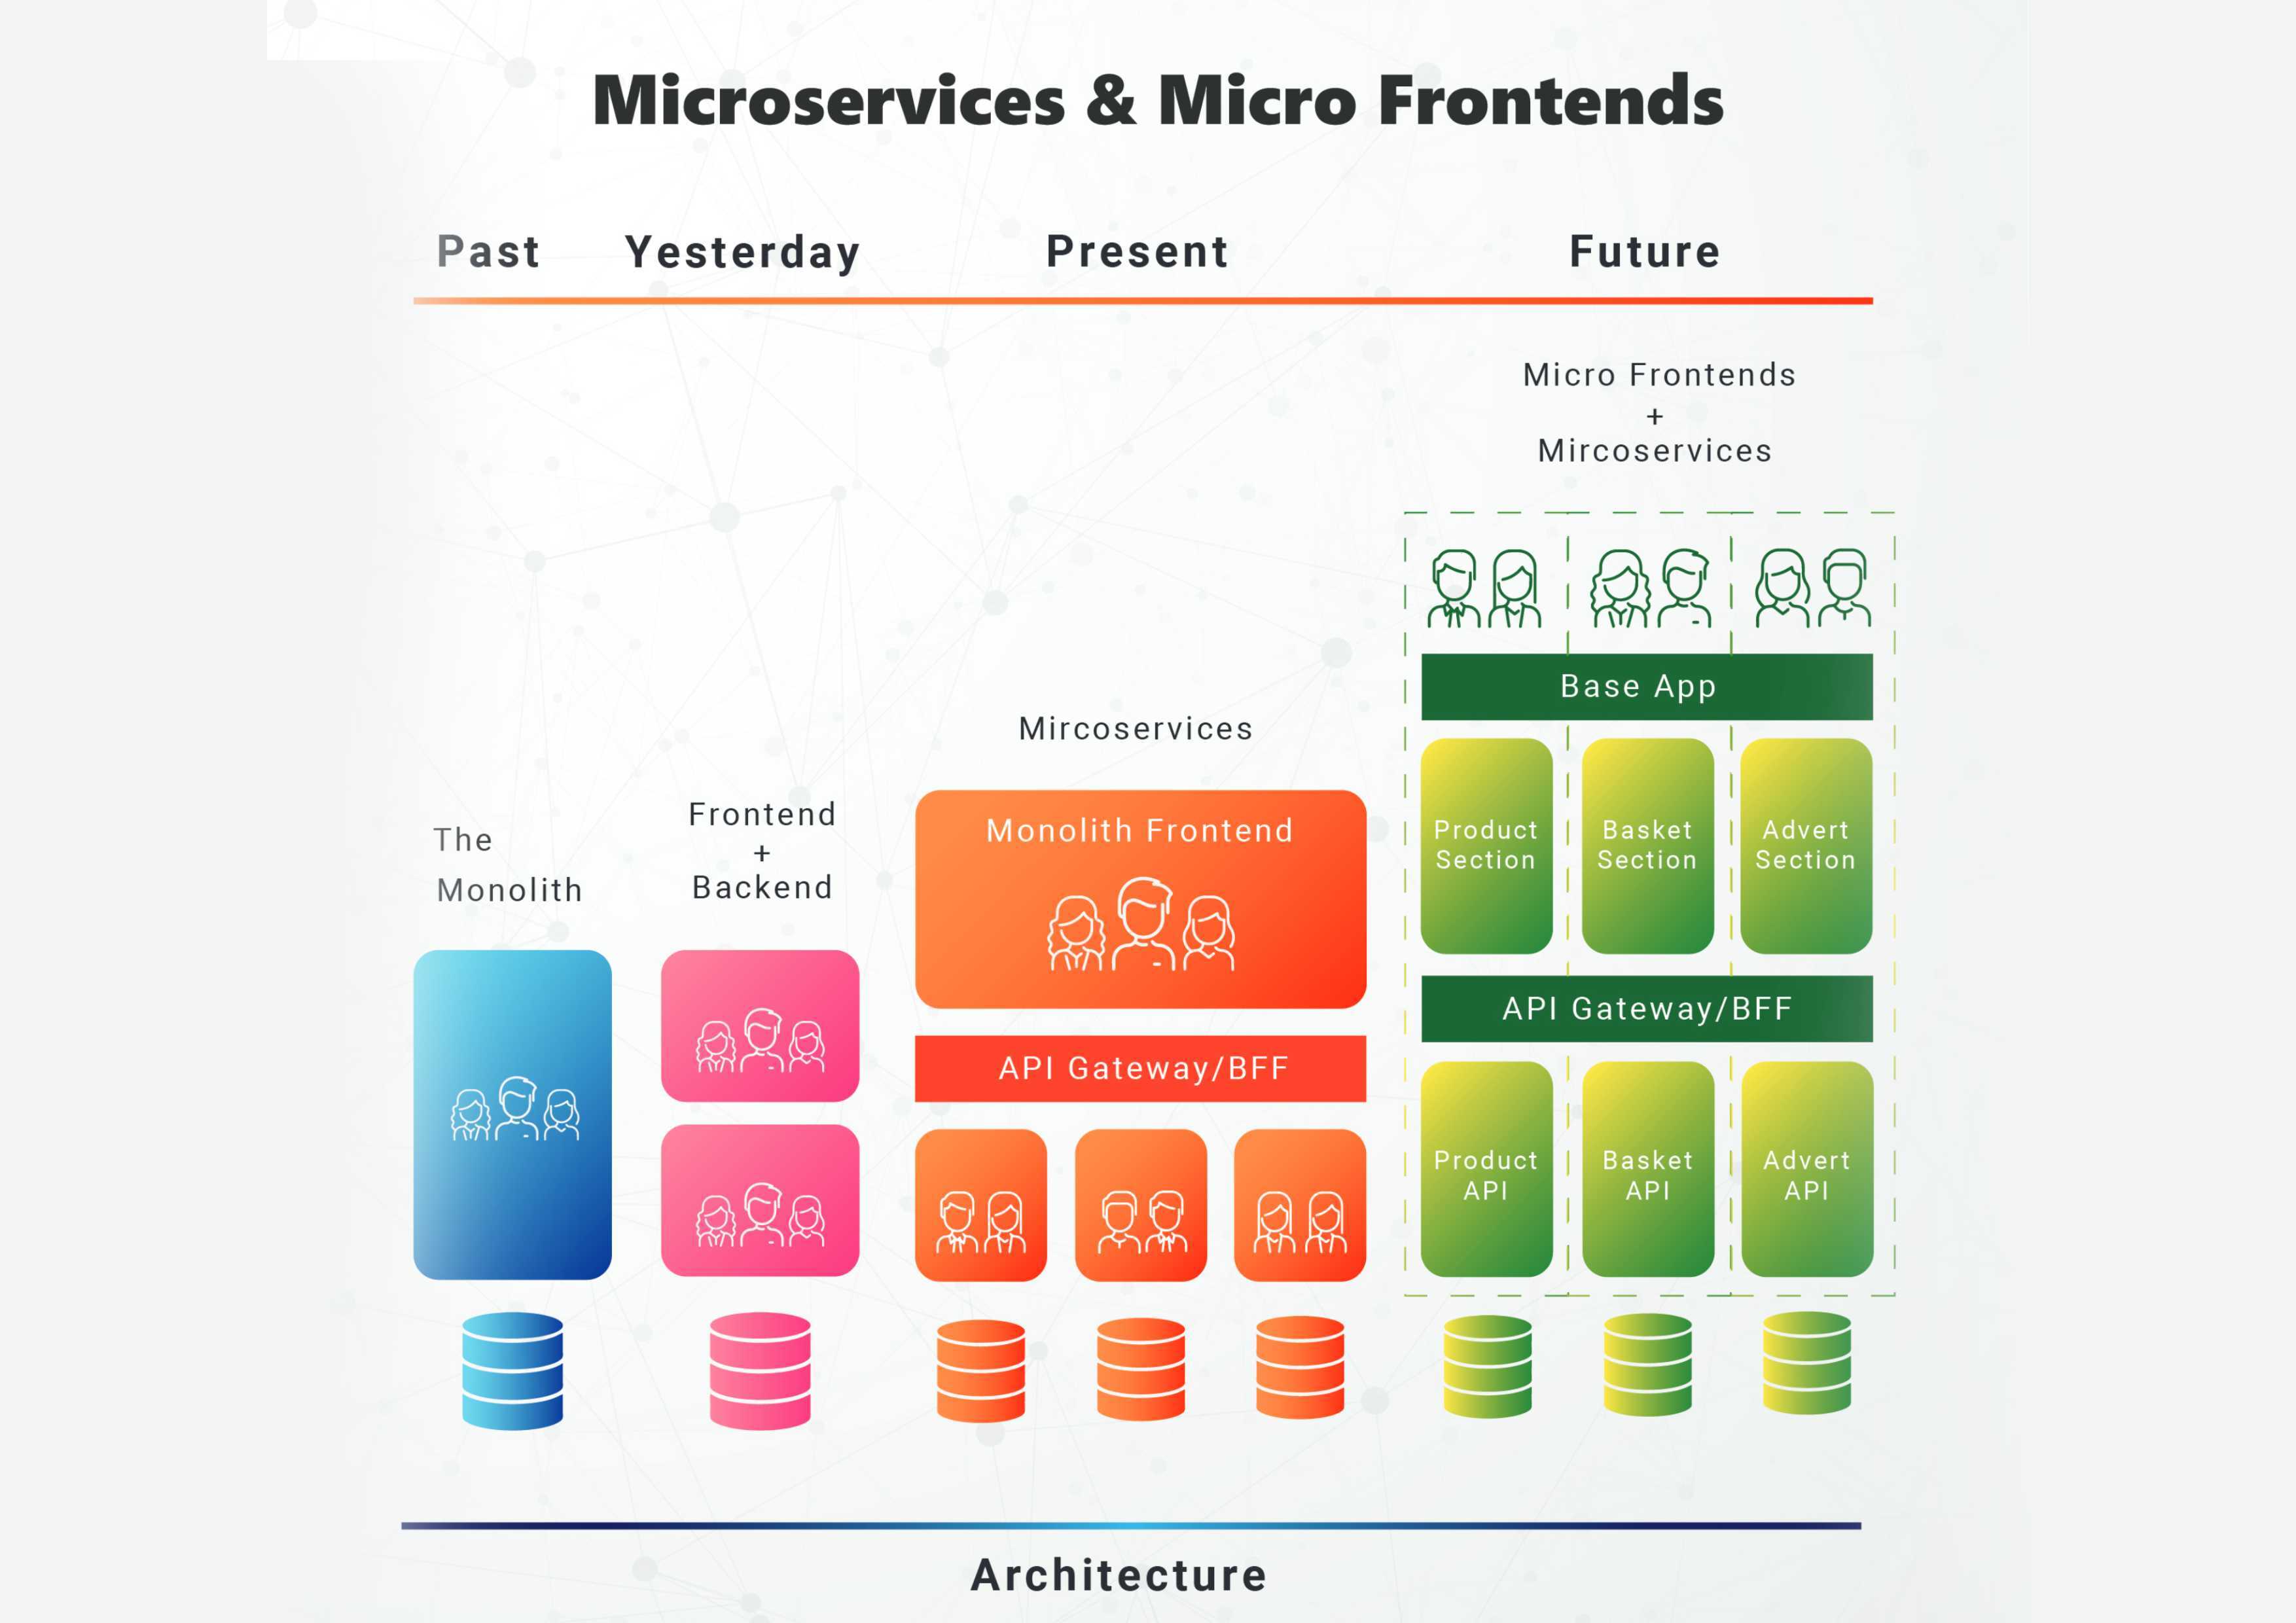 Microservices & Micro Frontends
Past
Yesterday
Present
Future
The
Monolith
Frontend
+
Backend
Mircoservices
Monolith Frontend
API Gateway/BFF
Micro Frontends
+
Mircoservices
Base App
Product
Section
Basket
Section
Advert
Section
API Gateway/BFF
Product
API
Basket
API
Advert
API
Architecture